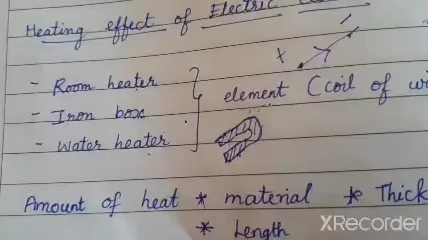 Heating effect of Electric
- Room heater
- Iron box
- Water heater
element (coil of
Amount of heat * material * Thick
* Length
XRecorder